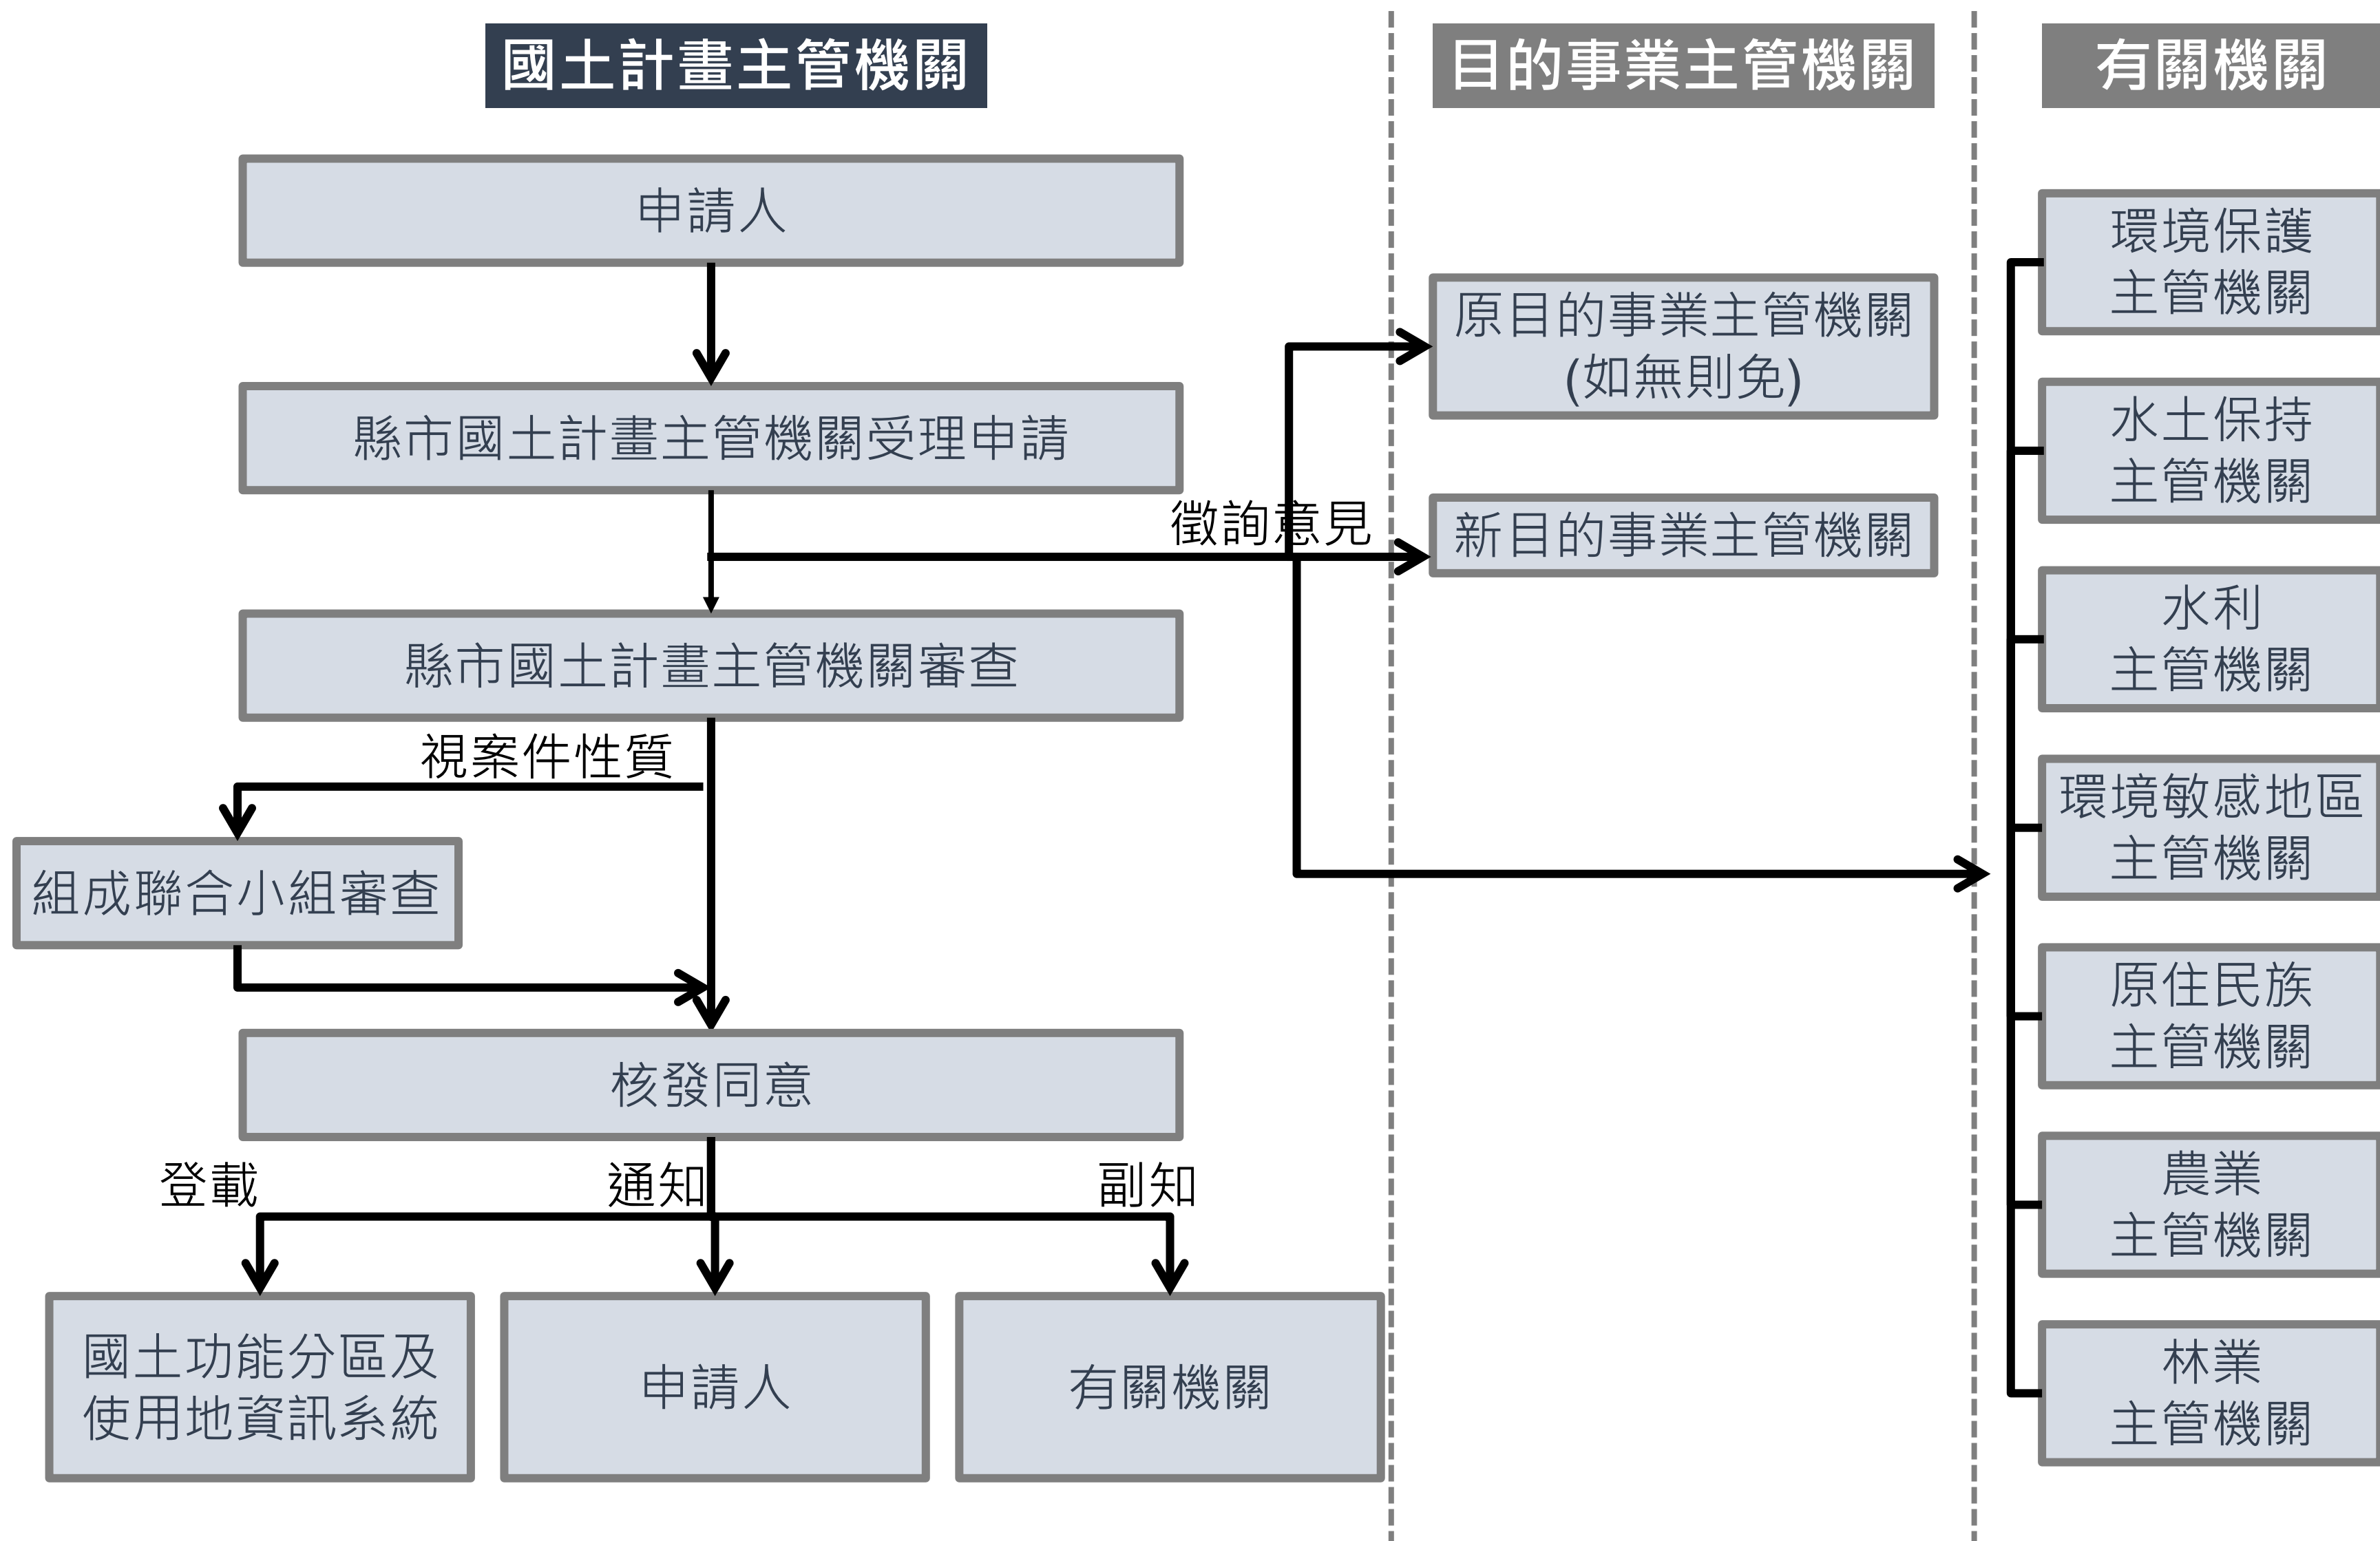 國土計畫主管機關
目的事業主管機關
有關機關
申請人
縣市國土計畫主管機關受理申請
徵詢意見
縣市國土計畫主管機關審查
視案件性質
組成聯合小組審查
核發同意
登載
通知
副知
國土功能分區及
使用地資訊系統
申請人
有關機關
原目的事業主管機關
(如無則免)
新目的事業主管機關
環境保護
主管機關
水土保持
主管機關
水利
主管機關
環境敏感地區
主管機關
原住民族
主管機關
農業
主管機關
林業
主管機關